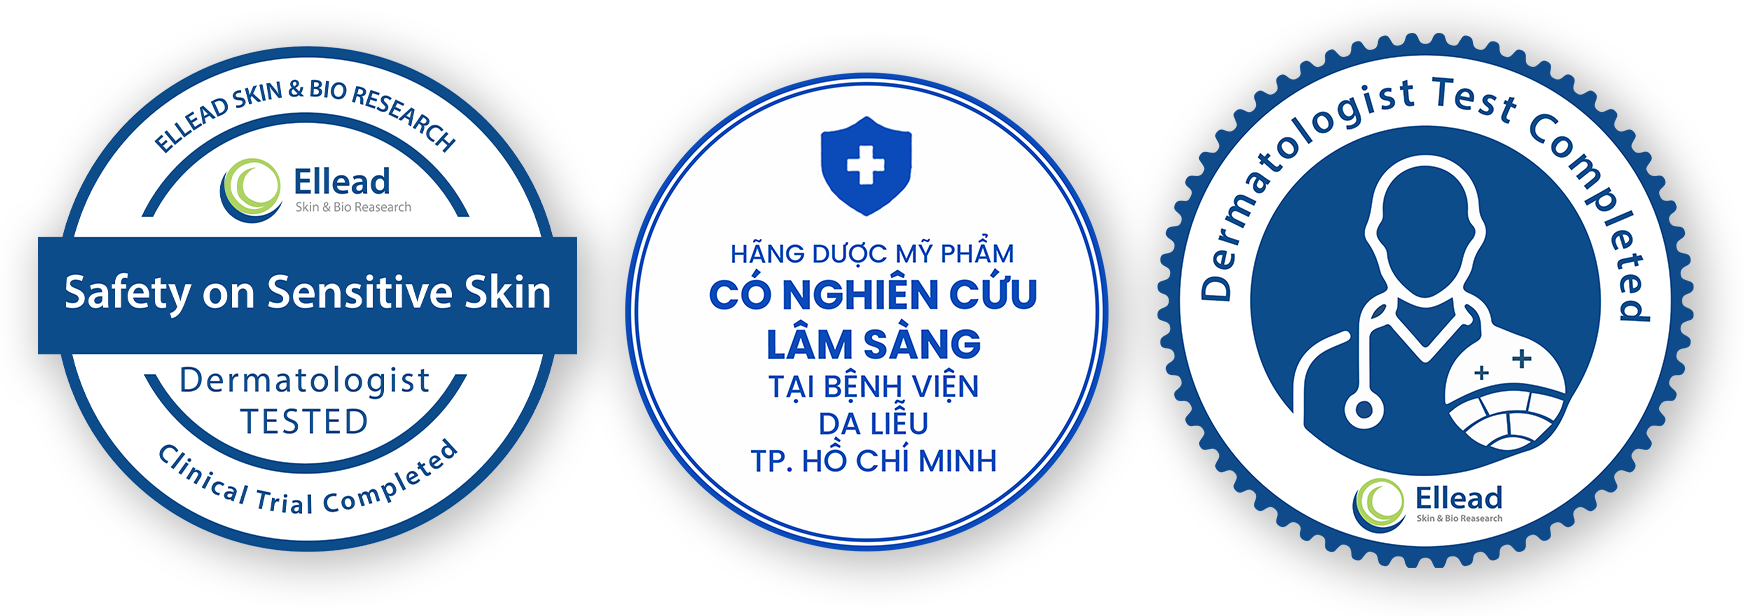 ELLEAD SKIN & BIO RESEARCH
Ellead
Skin & Bio Reasearch
Safety on Sensitive Skin
Dermatologist
TESTED
Clinical Trial Completed
HÃNG DƯỢC MỸ PHẨM
CÓ NGHIÊN CỨU
LÂM SÀNG
TẠI BỆNH VIỆN
DA LIỄU
TP. HỒ CHÍ MINH
Dermatologist Test Completed
Ellead
Skin & Bio Reasearch